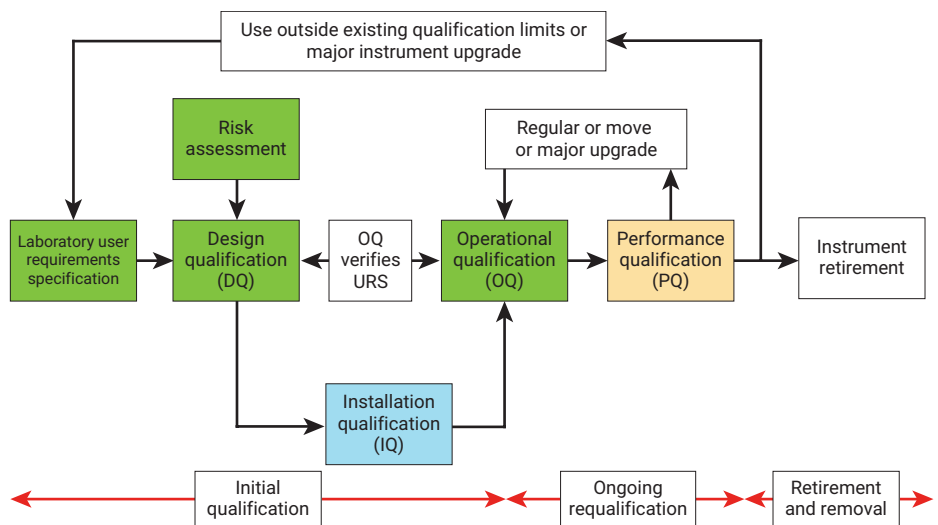 Use outside existing qualification limits or
major instrument upgrade
Risk
assessment
Regular or move
or major upgrade
Laboratory user
requirements
specification
Design
qualification
(DQ)
OQ
verifies
URS
Operational
qualification
(OQ)
Performance
qualification
(PQ)
Instrument
retirement
Installation
qualification
(IQ)
Initial
qualification
Ongoing
requalification
Retirement
and removal